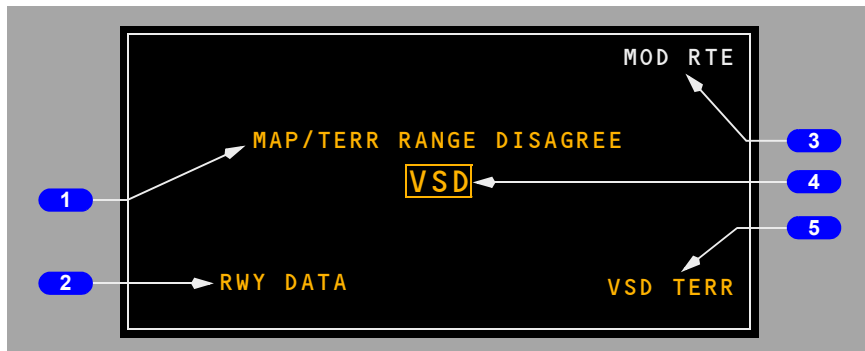 MOD RTE
MAP/TERR RANGE DISAGREE
3
VSD
4
1
5
RWY DATA
2
VSD TERR